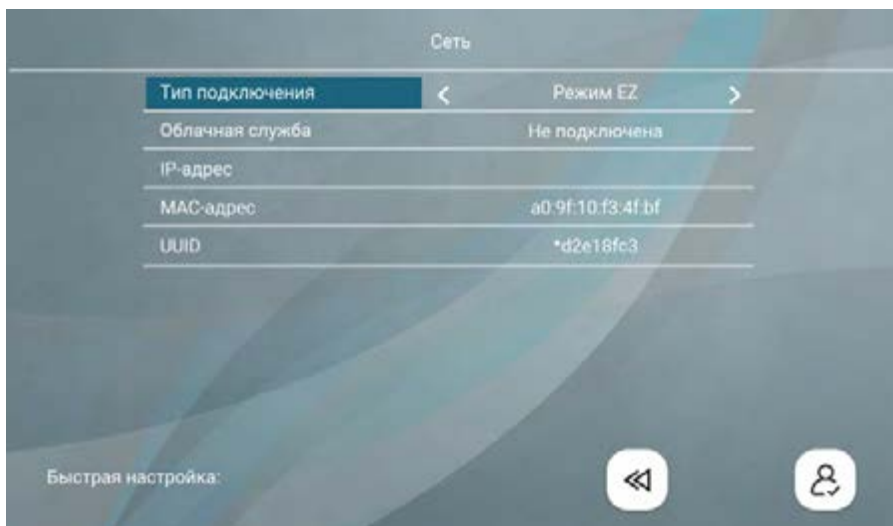 Сеть
Тип подключения < Режим EZ >
Облачная служба Не подключена
IP-адрес
MAC-адрес a0:9f:10:f3:4f:bf
UUID *d2e18fc3
Быстрая настройка: